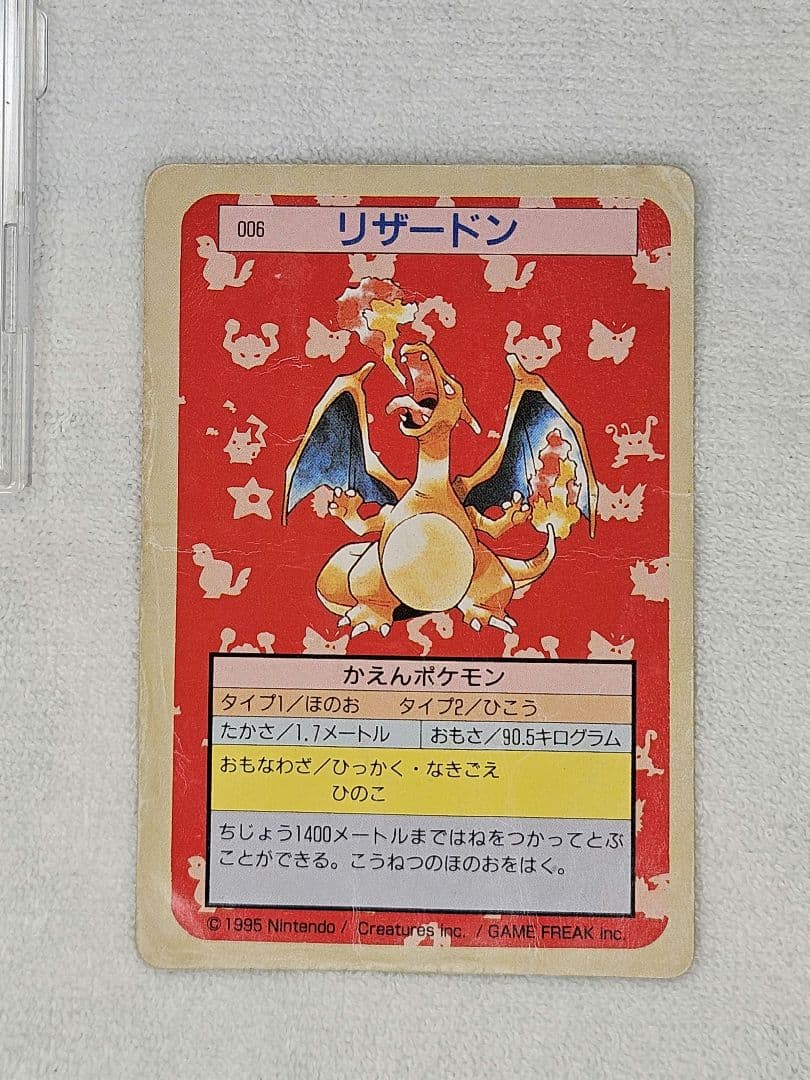 006 リザードン
かえんポケモン
タイプ1／ほのお タイプ2／ひこう
たかさ／1.7メートル おもさ／90.5キログラム
おもなわざ／ひっかく・なきごえ
ひのこ
ちじょう1400メートルまではねをつかってとぶ
ことができる。こうねつのほのおをはく。
© 1995 Nintendo / Creatures inc. / GAME FREAK inc.